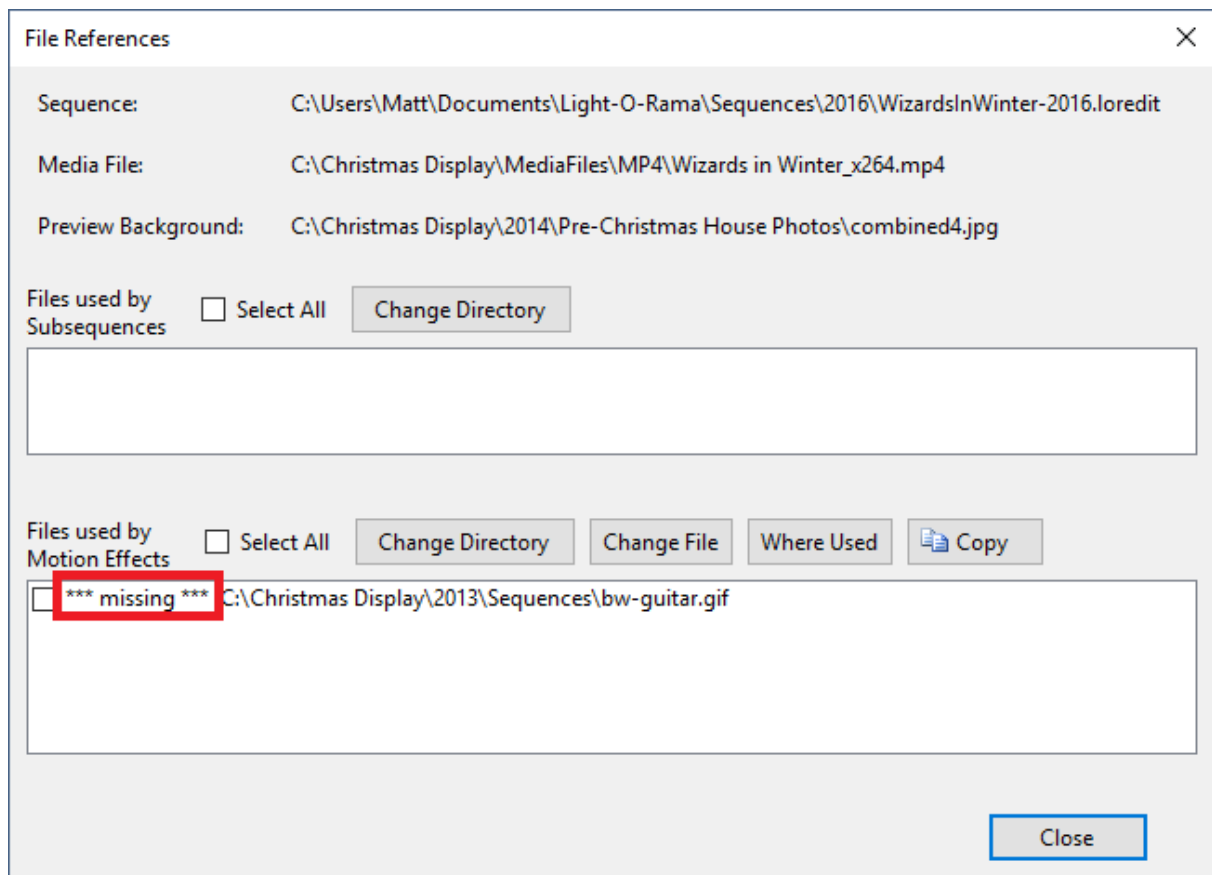 File References
Sequence: C:\Users\Matt\Documents\Light-O-Rama\Sequences\2016\WizardsInWinter-2016.loredit
Media File: C:\Christmas Display\MediaFiles\MP4\Wizards in Winter_x264.mp4
Preview Background: C:\Christmas Display\2014\Pre-Christmas House Photos\combined4.jpg
Files used by
Subsequences
Select All Change Directory
Files used by
Motion Effects
Select All Change Directory Change File Where Used Copy
*** missing *** C:\Christmas Display\2013\Sequences\bw-guitar.gif
Close